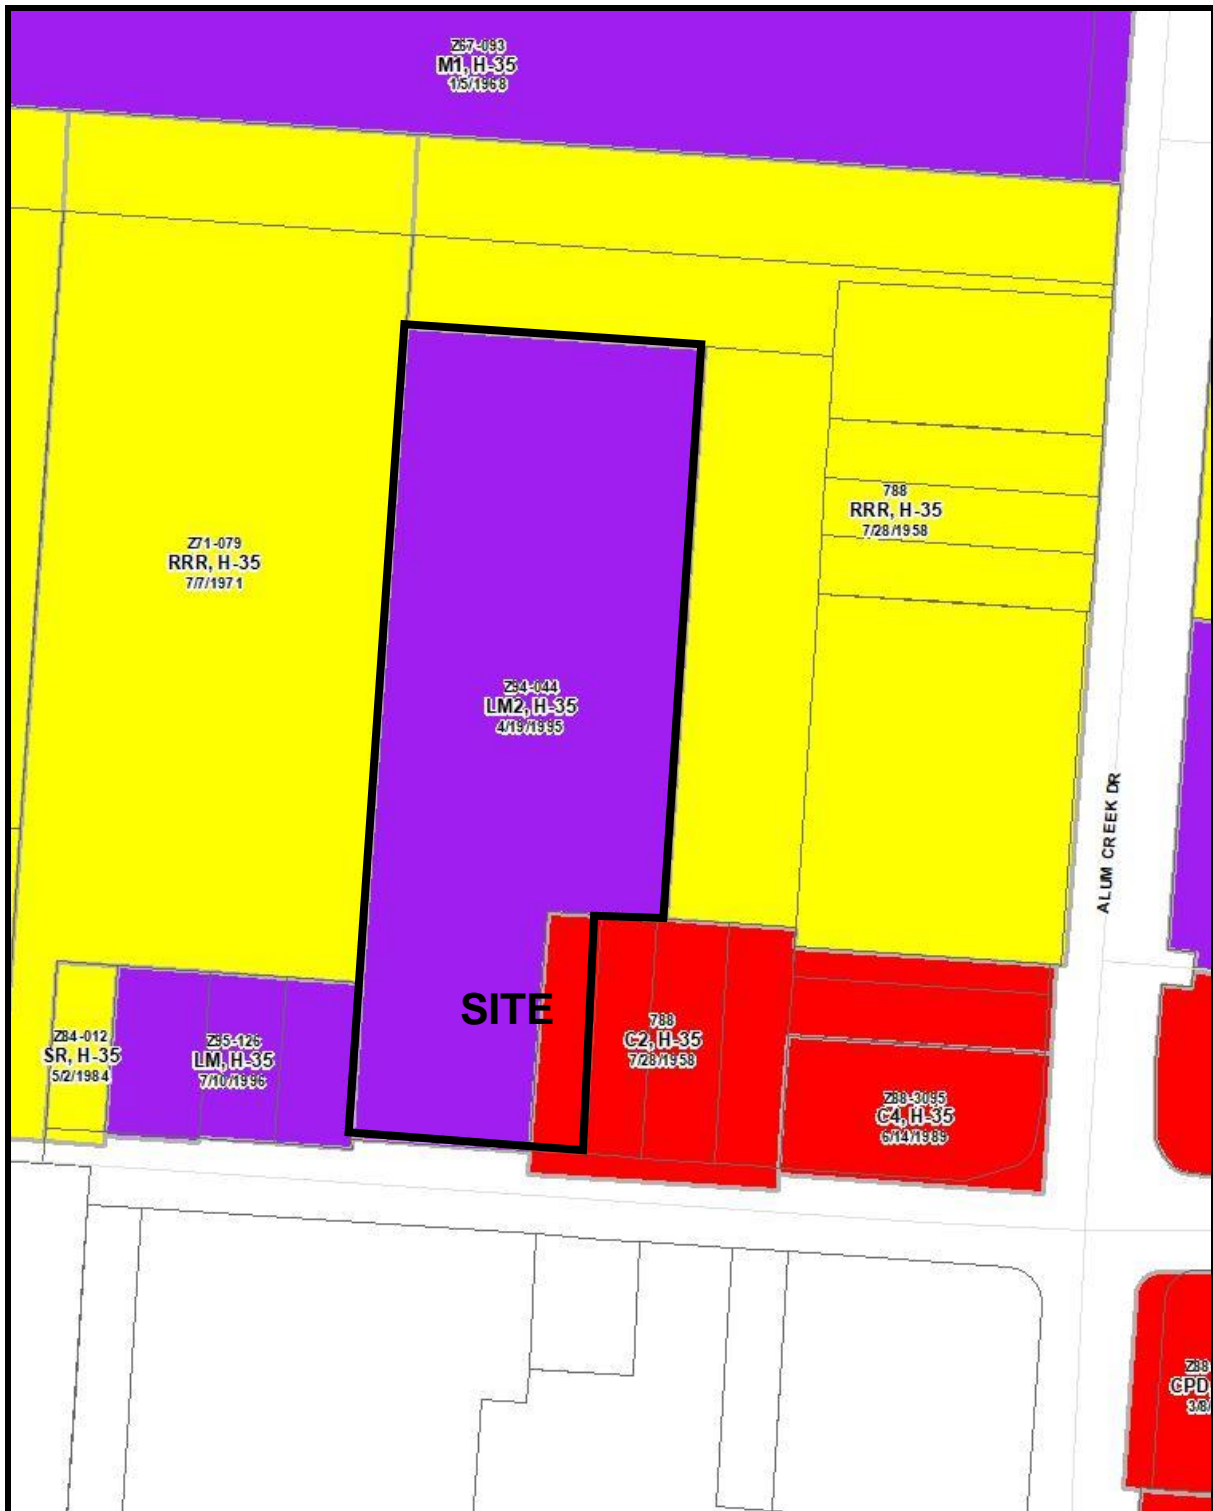 Z67-093
M1, H-35
1/5/1968
788
RRR, H-35
7/28/1958
Z71-079
RRR, H-35
7/7/1971
Z94-044
LM2, H-35
4/19/1995
ALUM CREEK DR
SITE
Z84-012
SR, H-35
5/2/1984
Z95-126
LM, H-35
7/10/1996
788
C2, H-35
7/28/1958
Z88-3095
C4, H-35
6/14/1989
Z88
CPD
3/8/